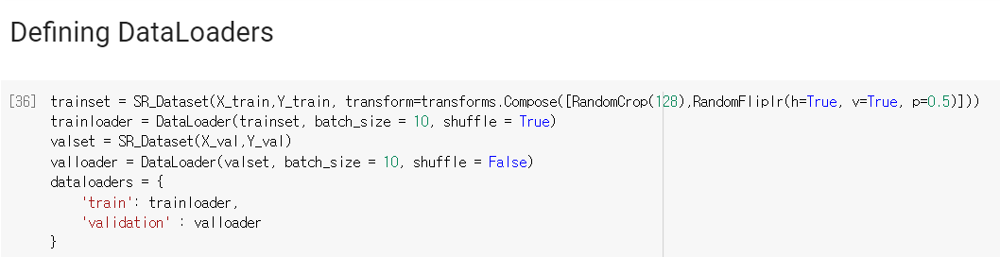 Defining DataLoaders
[36] trainset = SR_Dataset(X_train,Y_train, transform=transforms.Compose([RandomCrop(128),RandomFliplr(h=True, v=True, p=0.5)]))
trainloader = DataLoader(trainset, batch_size = 10, shuffle = True)
valset = SR_Dataset(X_val,Y_val)
valloader = DataLoader(valset, batch_size = 10, shuffle = False)
dataloaders = {
    'train': trainloader,
    'validation' : valloader
}